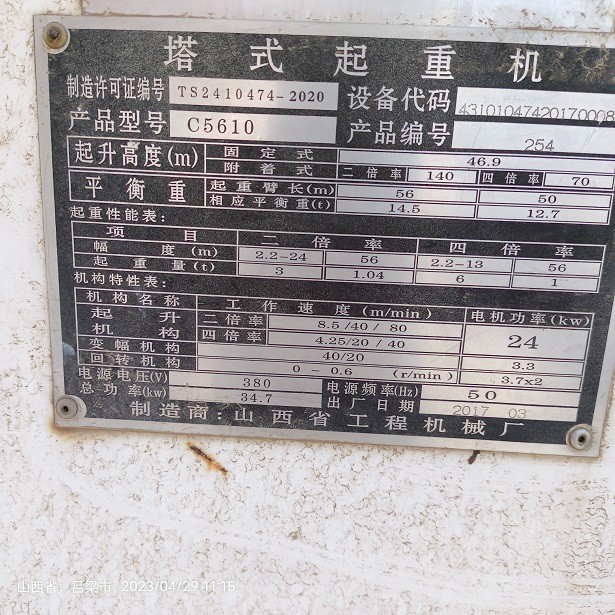 塔式起重机
制造许可证编号 TS2410474-2020 设备代码 43101047420170008
产品型号 C5610 产品编号 254
起升高度(m) 固定式 46.9
附着式 二倍率 140 四倍率 70
平衡重 起重臂长(m) 56 50
相应平衡重(t) 14.5 12.7
起重性能表:
项目 二倍率 四倍率
幅度(m) 2.2-24 56 2.2-13 56
起重量(t) 3 1.04 6 1
机构特性表:
机构名称 工作速度(m/min) 电机功率(kw)
起升机构 二倍率 8.5/40/80 24
四倍率 4.25/20/40
变幅机构 40/20 3.3
回转机构 0-0.6 (r/min) 3.7x2
电源电压(V) 380 电源频率(Hz) 50
总功率(kw) 34.7 出厂日期 2017 03
制造商:山西省工程机械厂
山西省, 吕梁市 2023/04/29 11:15